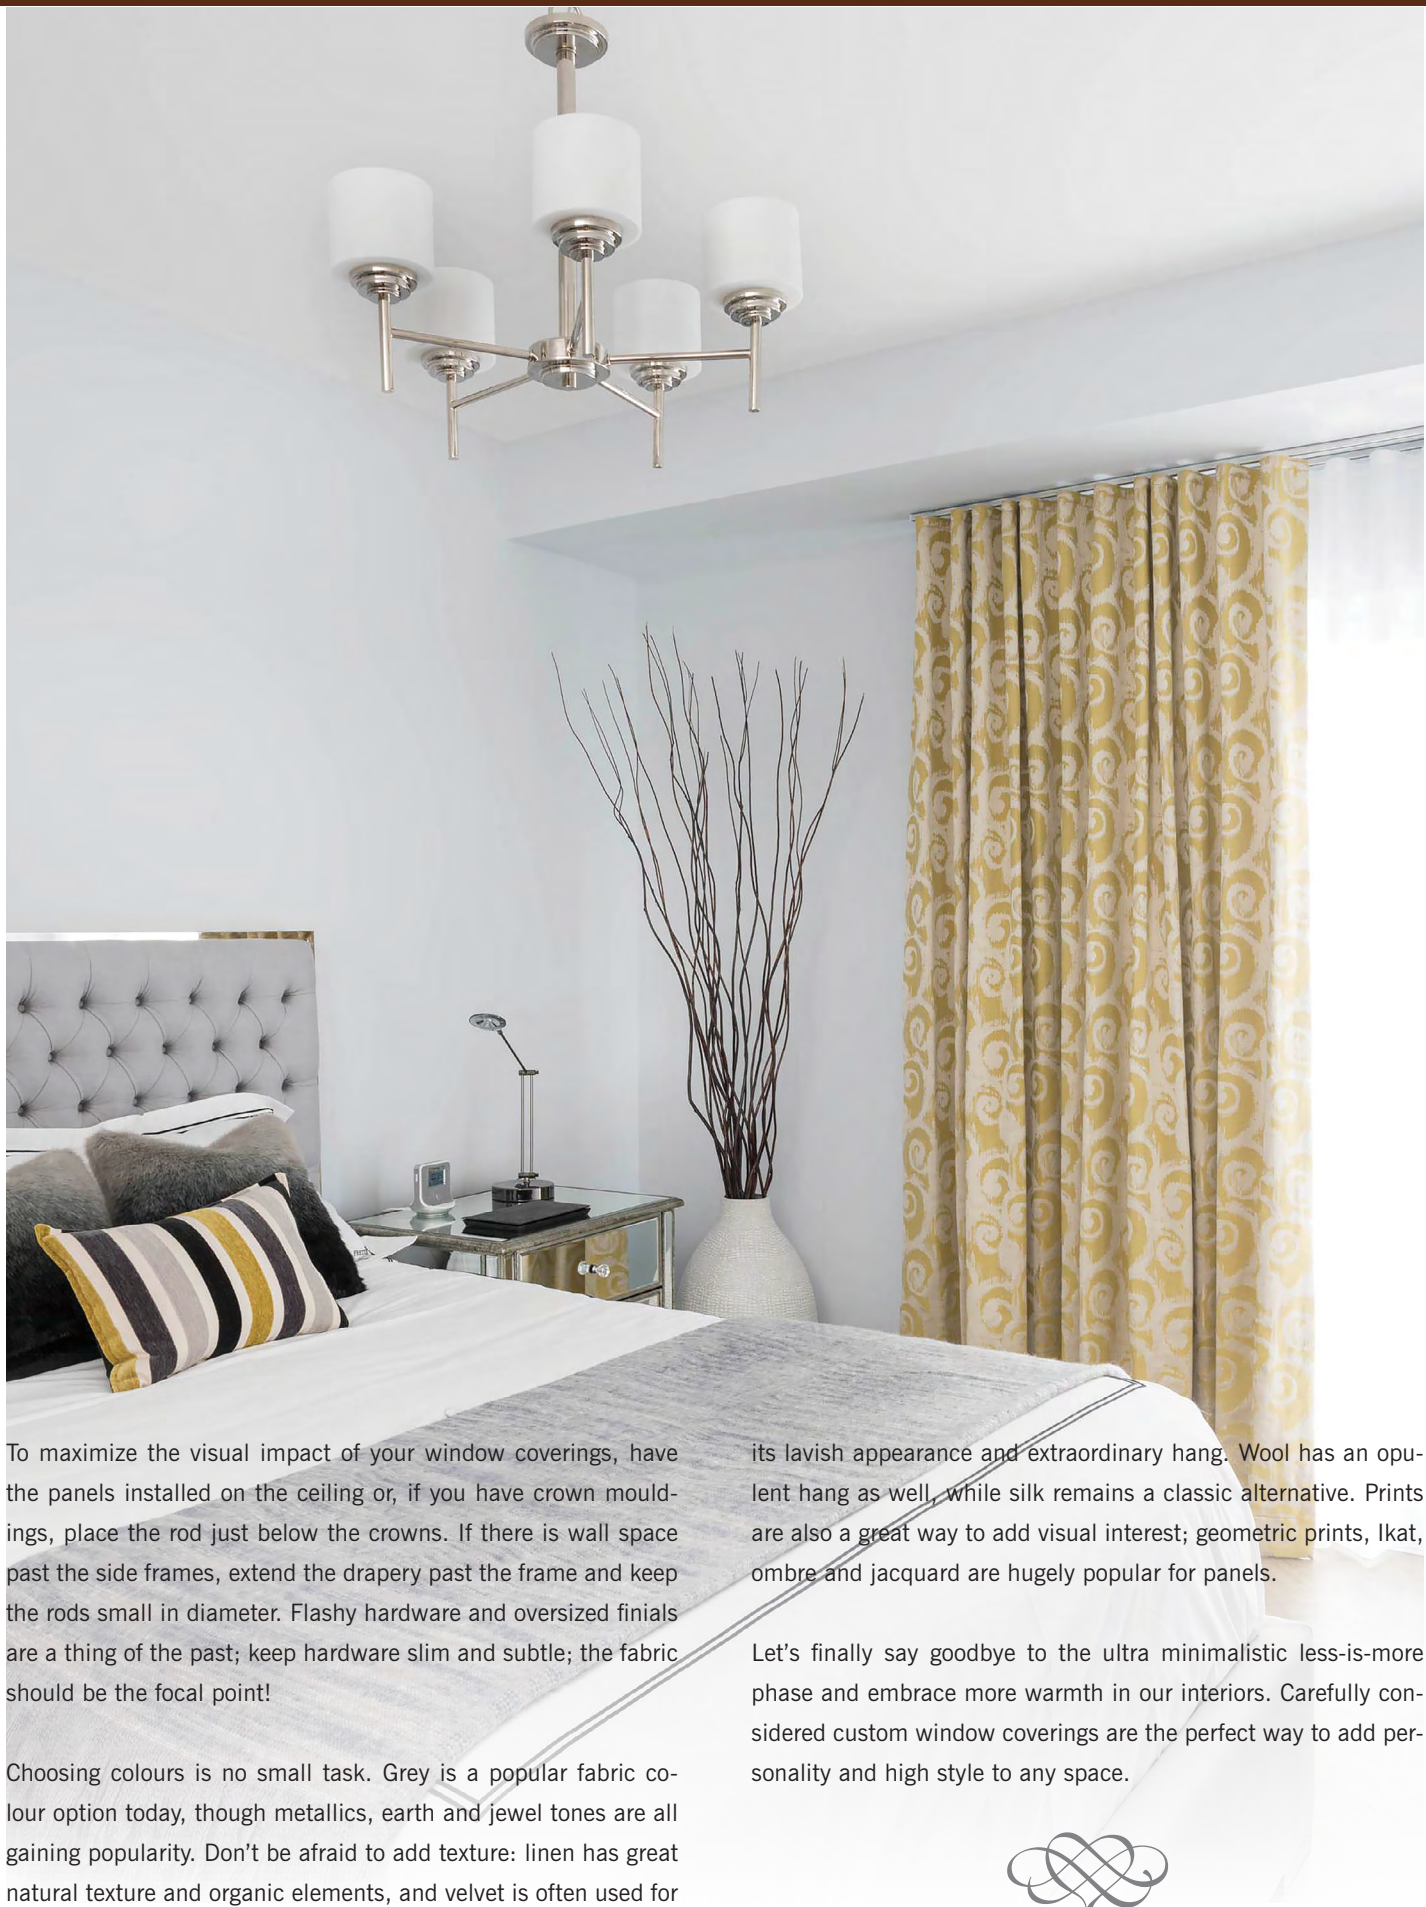 To maximize the visual impact of your window coverings, have
the panels installed on the ceiling or, if you have crown mould-
ings, place the rod just below the crowns. If there is wall space
past the side frames, extend the drapery past the frame and keep
the rods small in diameter. Flashy hardware and oversized finials
are a thing of the past; keep hardware slim and subtle; the fabric
should be the focal point!
Choosing colours is no small task. Grey is a popular fabric co-
lour option today, though metallics, earth and jewel tones are all
gaining popularity. Don't be afraid to add texture: linen has great
natural texture and organic elements, and velvet is often used for
its lavish appearance and extraordinary hang. Wool has an opu-
lent hang as well, while silk remains a classic alternative. Prints
are also a great way to add visual interest; geometric prints, Ikat,
ombre and jacquard are hugely popular for panels.
Let's finally say goodbye to the ultra minimalistic less-is-more
phase and embrace more warmth in our interiors. Carefully con-
sidered custom window coverings are the perfect way to add per-
sonality and high style to any space.